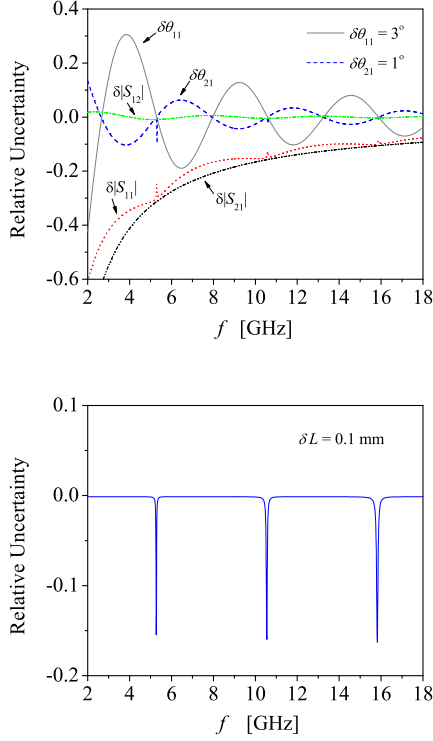 0.4
0.2
0.0
-0.2
-0.4
-0.6
Relative Uncertainty
δθ11
δθ11 = 3°
δθ21 = 1°
δθ21
δ|S12|
δ|S11|
δ|S21|
2 4 6 8 10 12 14 16 18
f [GHz]
0.1
0.0
-0.1
-0.2
Relative Uncertainty
δL = 0.1 mm
2 4 6 8 10 12 14 16 18
f [GHz]